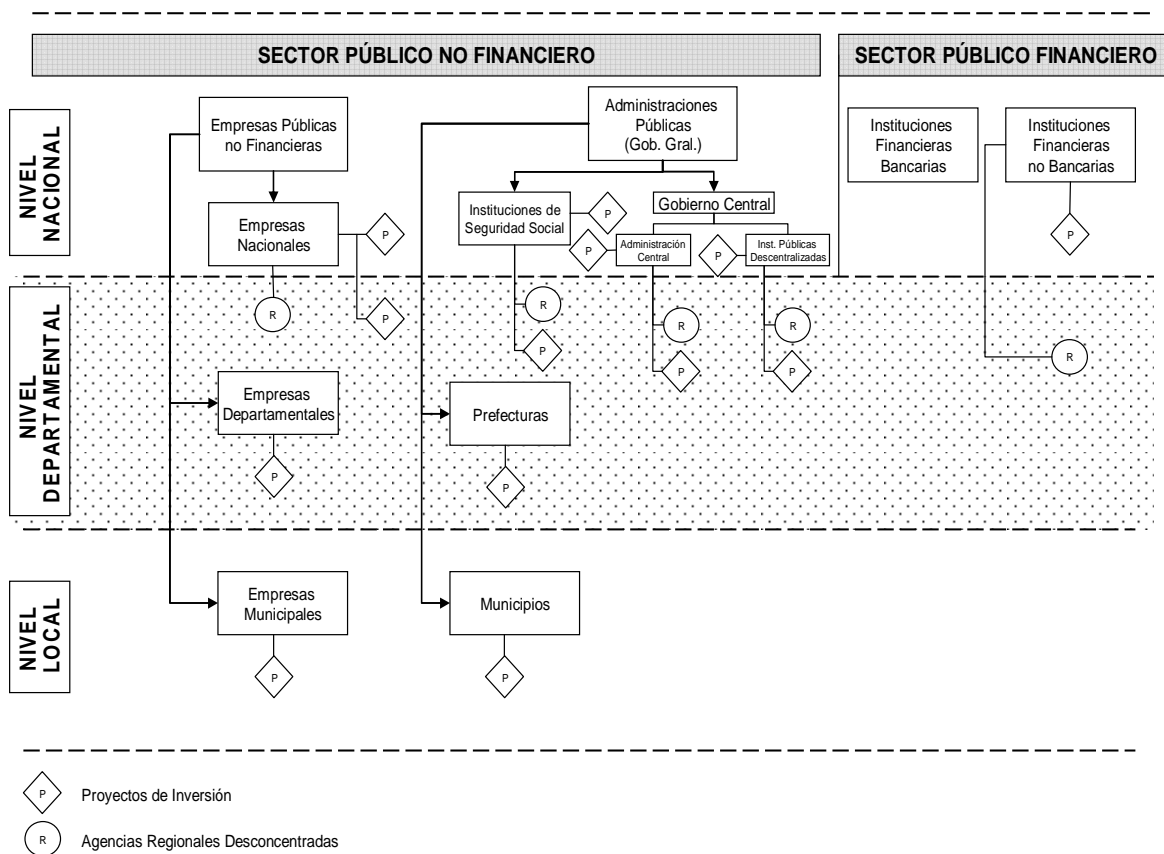 SECTOR PÚBLICO NO FINANCIERO
SECTOR PÚBLICO FINANCIERO
NIVEL
NACIONAL
Empresas Públicas
no Financieras
Administraciones
Públicas
(Gob. Gral.)
Instituciones
Financieras
Bancarias
Instituciones
Financieras
no Bancarias
Empresas
Nacionales
P
Instituciones de
Seguridad Social
P
Gobierno Central
P
Administración
Central
P
Inst. Públicas
Descentralizadas
P
NIVEL
DEPARTAMENTAL
R
P
R
P
R
P
R
P
R
Empresas
Departamentales
P
Prefecturas
P
NIVEL
LOCAL
Empresas
Municipales
P
Municipios
P
P
Proyectos de Inversión
R
Agencias Regionales Desconcentradas